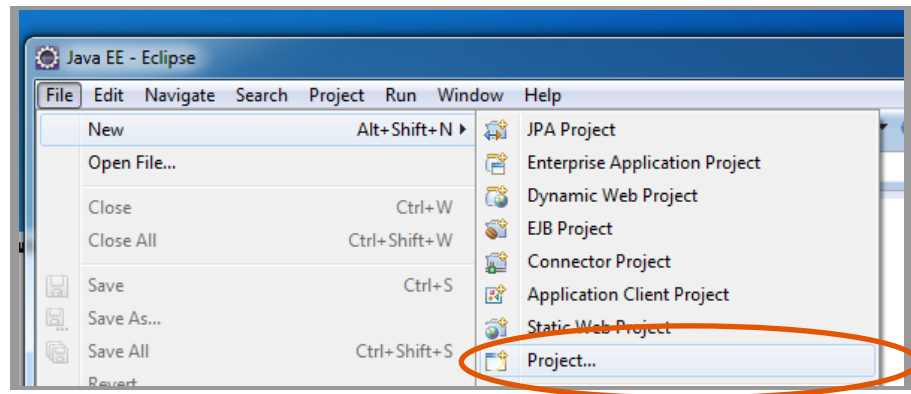 Java EE - Eclipse
File Edit Navigate Search Project Run Window Help
New Alt+Shift+N
Open File...
Close Ctrl+W
Close All Ctrl+Shift+W
Save Ctrl+S
Save As...
Save All Ctrl+Shift+S
Revert
JPA Project
Enterprise Application Project
Dynamic Web Project
EJB Project
Connector Project
Application Client Project
Static Web Project
Project...